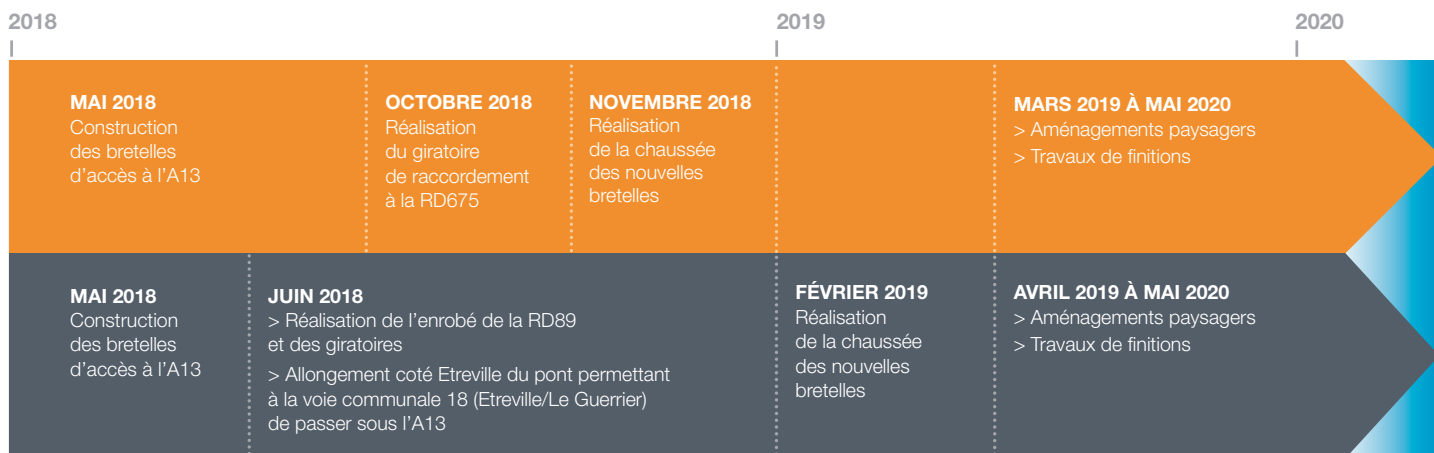 2018
2019
2020
MAI 2018
Construction
des bretelles
d'accès à l'A13
OCTOBRE 2018
Réalisation
du giratoire
de raccordement
à la RD675
NOVEMBRE 2018
Réalisation
de la chaussée
des nouvelles
bretelles
MARS 2019 À MAI 2020
> Aménagements paysagers
> Travaux de finitions
MAI 2018
Construction
des bretelles
d'accès à l'A13
JUIN 2018
> Réalisation de l'enrobé de la RD89
et des giratoires
> Allongement coté Etreville du pont permettant
à la voie communale 18 (Etreville/Le Guerrier)
de passer sous l'A13
FÉVRIER 2019
Réalisation
de la chaussée
des nouvelles
bretelles
AVRIL 2019 À MAI 2020
> Aménagements paysagers
> Travaux de finitions